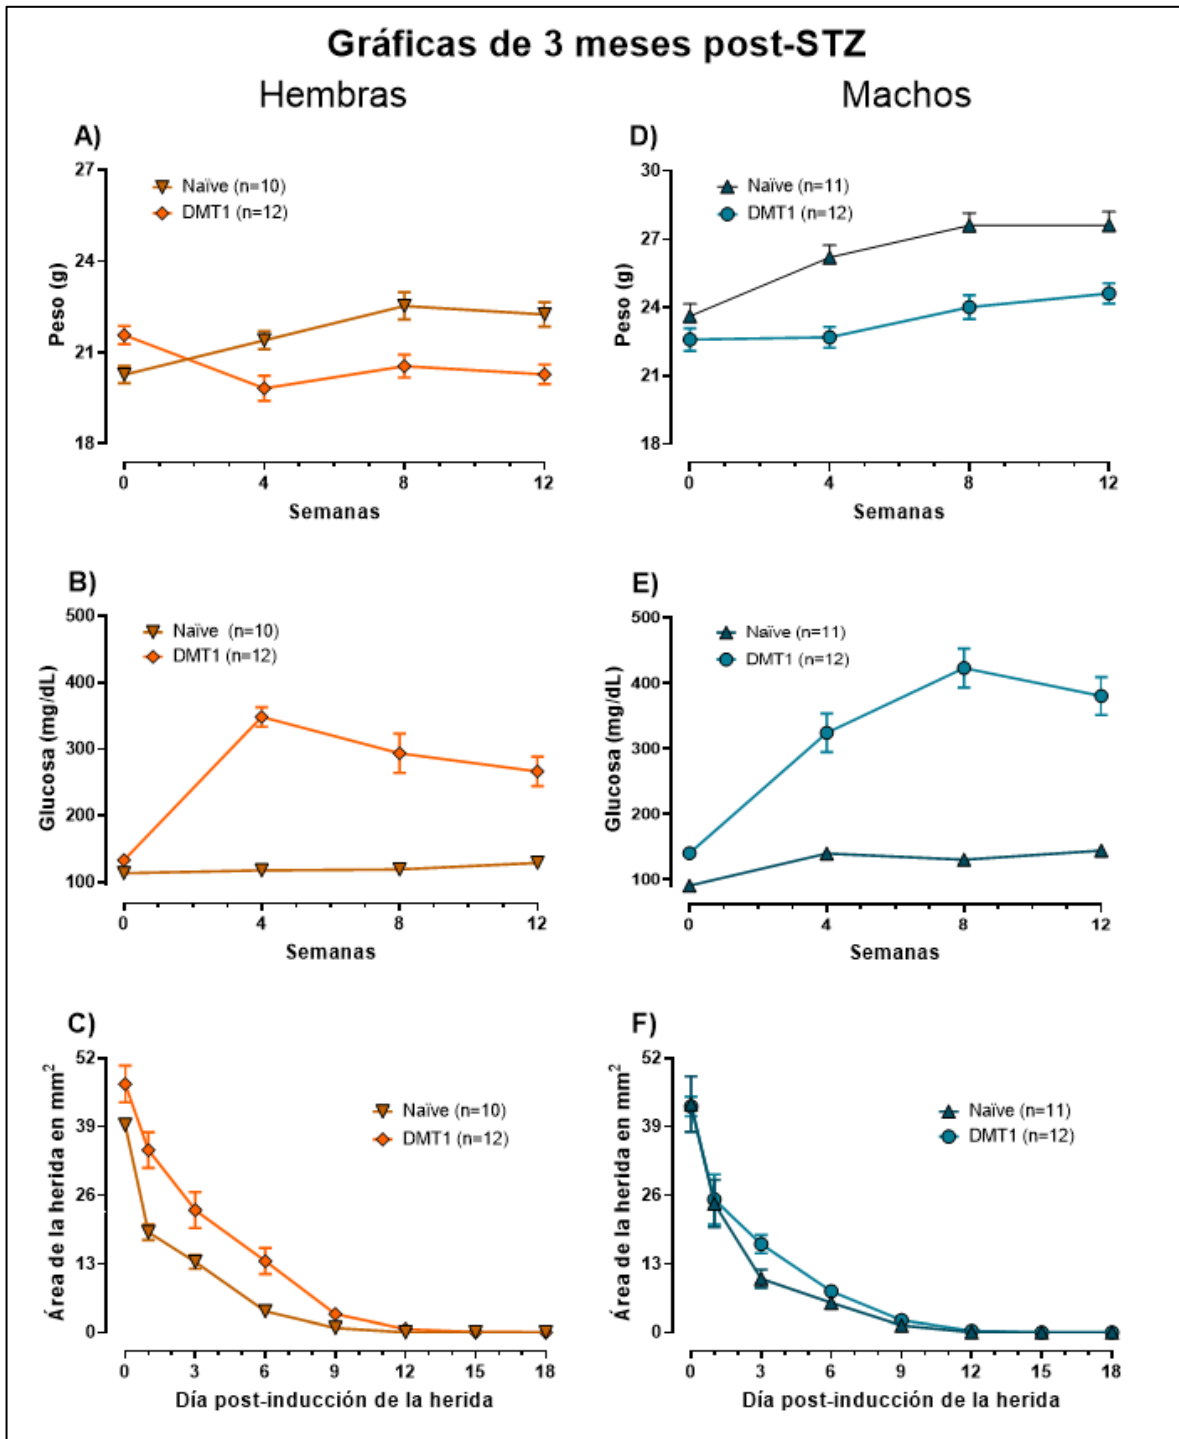 Gráficas de 3 meses post-STZ
Hembras
Machos
A)
27
24
21
18
Peso (g)
Naïve (n=10)
DMT1 (n=12)
0 4 8 12
Semanas
D)
30
27
24
21
18
Peso (g)
Naïve (n=11)
DMT1 (n=12)
0 4 8 12
Semanas
B)
500
400
300
200
100
Glucosa (mg/dL)
Naïve (n=10)
DMT1 (n=12)
0 4 8 12
Semanas
E)
500
400
300
200
100
Glucosa (mg/dL)
Naïve (n=11)
DMT1 (n=12)
0 4 8 12
Semanas
C)
52
39
26
13
0
Área de la herida en mm²
Naïve (n=10)
DMT1 (n=12)
0 3 6 9 12 15 18
Día post-inducción de la herida
F)
52
39
26
13
0
Área de la herida en mm²
Naïve (n=11)
DMT1 (n=12)
0 3 6 9 12 15 18
Día post-inducción de la herida